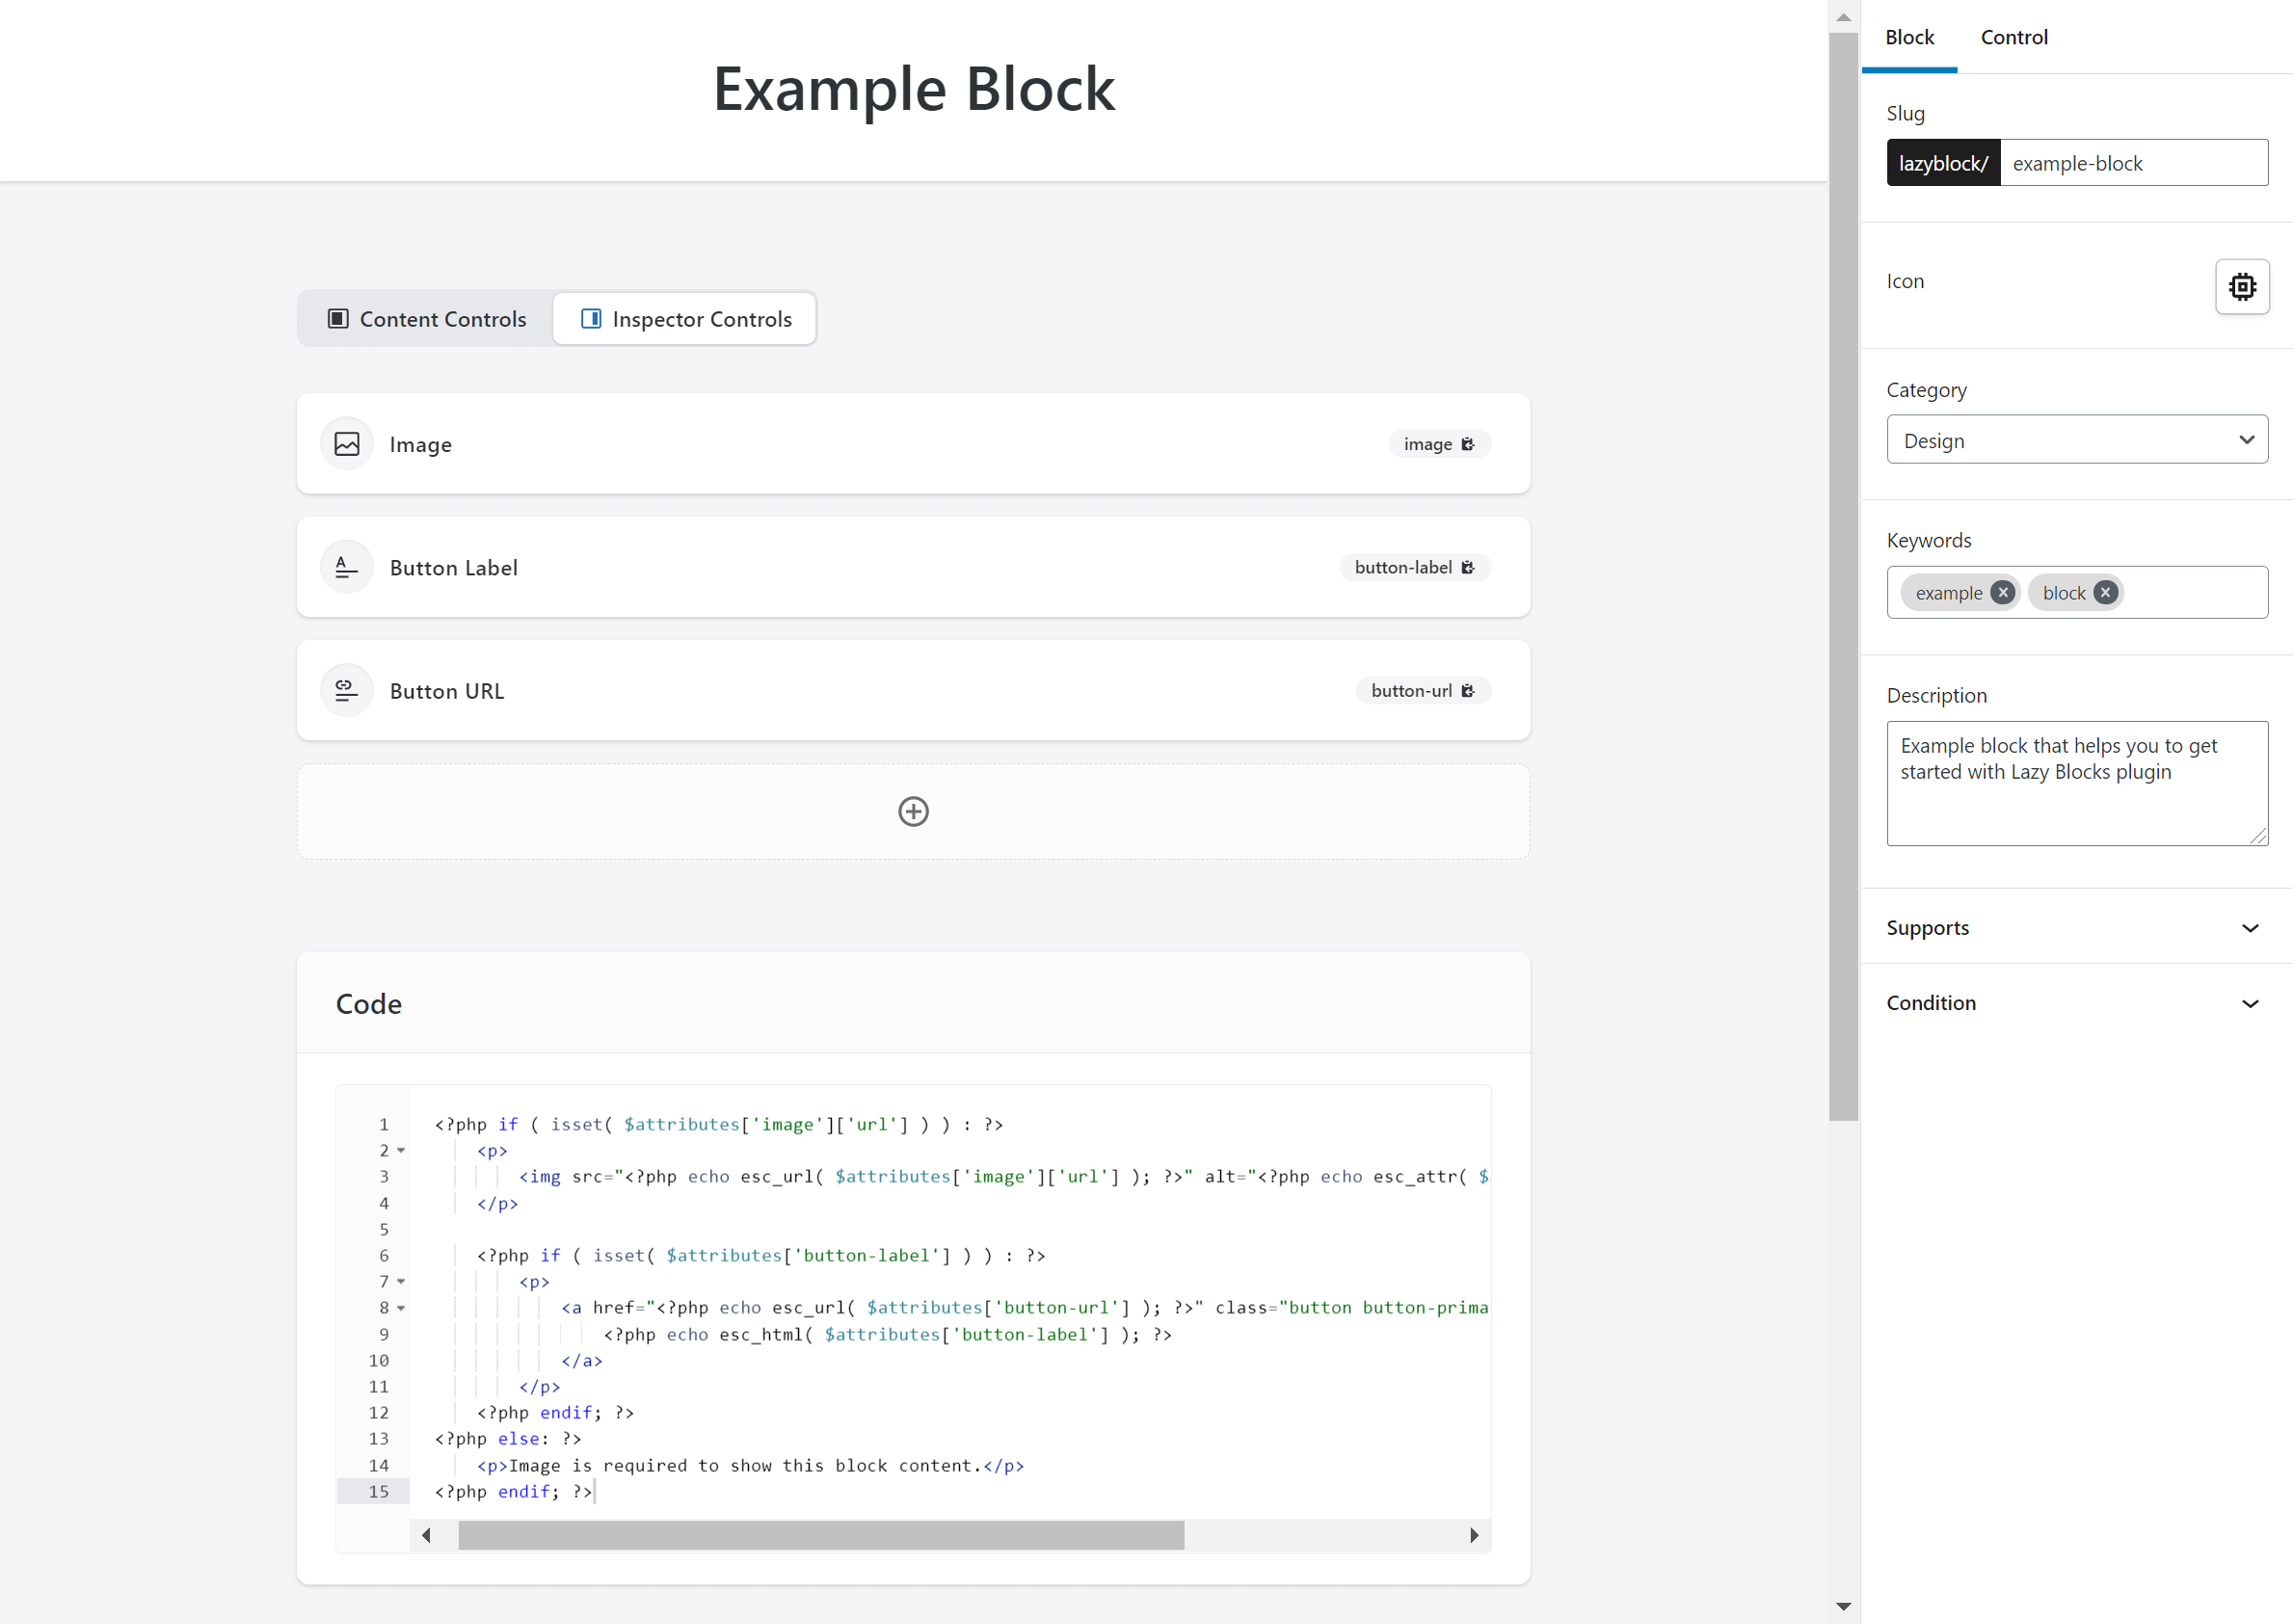 Example Block
Content Controls
Inspector Controls
Image
image
Button Label
button-label
Button URL
button-url
Code
1 <?php if ( isset( $attributes['image']['url'] ) ) : ?>
2 <p>
3 <img src="<?php echo esc_url( $attributes['image']['url'] ); ?>" alt="<?php echo esc_attr( $
4 </p>
5
6 <?php if ( isset( $attributes['button-label'] ) ) : ?>
7 <p>
8 <a href="<?php echo esc_url( $attributes['button-url'] ); ?>" class="button button-prima
9 <?php echo esc_html( $attributes['button-label'] ); ?>
10 </a>
11 </p>
12 <?php endif; ?>
13 <?php else: ?>
14 <p>Image is required to show this block content.</p>
15 <?php endif; ?>
Block
Control
Slug
lazyblock/ example-block
Icon
Category
Design
Keywords
example block
Description
Example block that helps you to get
started with Lazy Blocks plugin
Supports
Condition